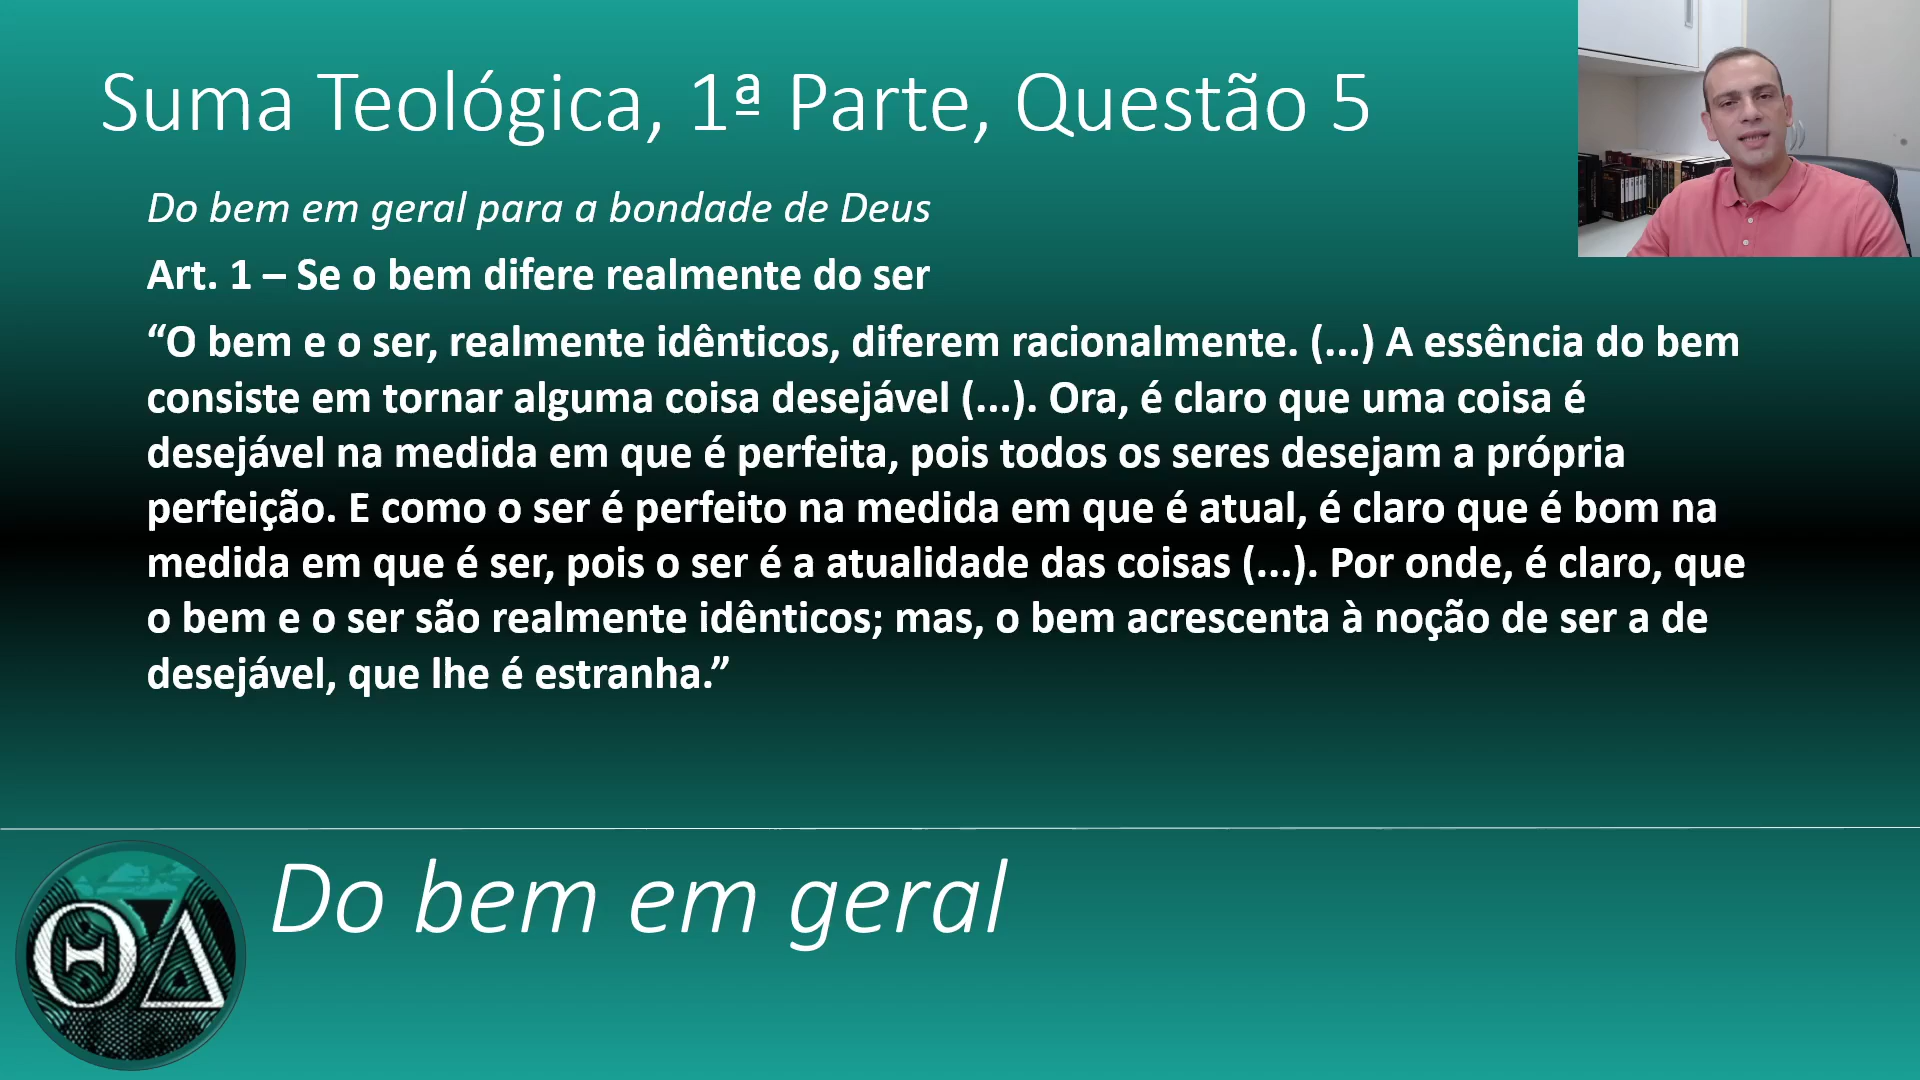 Suma Teológica, 1ª Parte, Questão 5
Do bem em geral para a bondade de Deus
Art. 1 – Se o bem difere realmente do ser
“O bem e o ser, realmente idênticos, diferem racionalmente. (...) A essência do bem
consiste em tornar alguma coisa desejável (...). Ora, é claro que uma coisa é
desejável na medida em que é perfeita, pois todos os seres desejam a própria
perfeição. E como o ser é perfeito na medida em que é atual, é claro que é bom na
medida em que é ser, pois o ser é a atualidade das coisas (...). Por onde, é claro, que
o bem e o ser são realmente idênticos; mas, o bem acrescenta à noção de ser a de
desejável, que lhe é estranha.”
Do bem em geral
ΘΔ